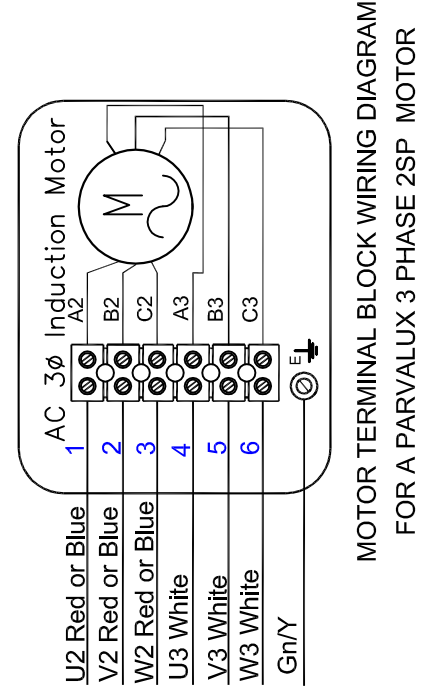 MOTOR TERMINAL BLOCK WIRING DIAGRAM
FOR A PARVALUX 3 PHASE 2SP MOTOR
AC 3ø Induction Motor
M
A2
B2
C2
A3
B3
C3
E
1
2
3
4
5
6
U2 Red or Blue
V2 Red or Blue
W2 Red or Blue
U3 White
V3 White
W3 White
Gn/Y